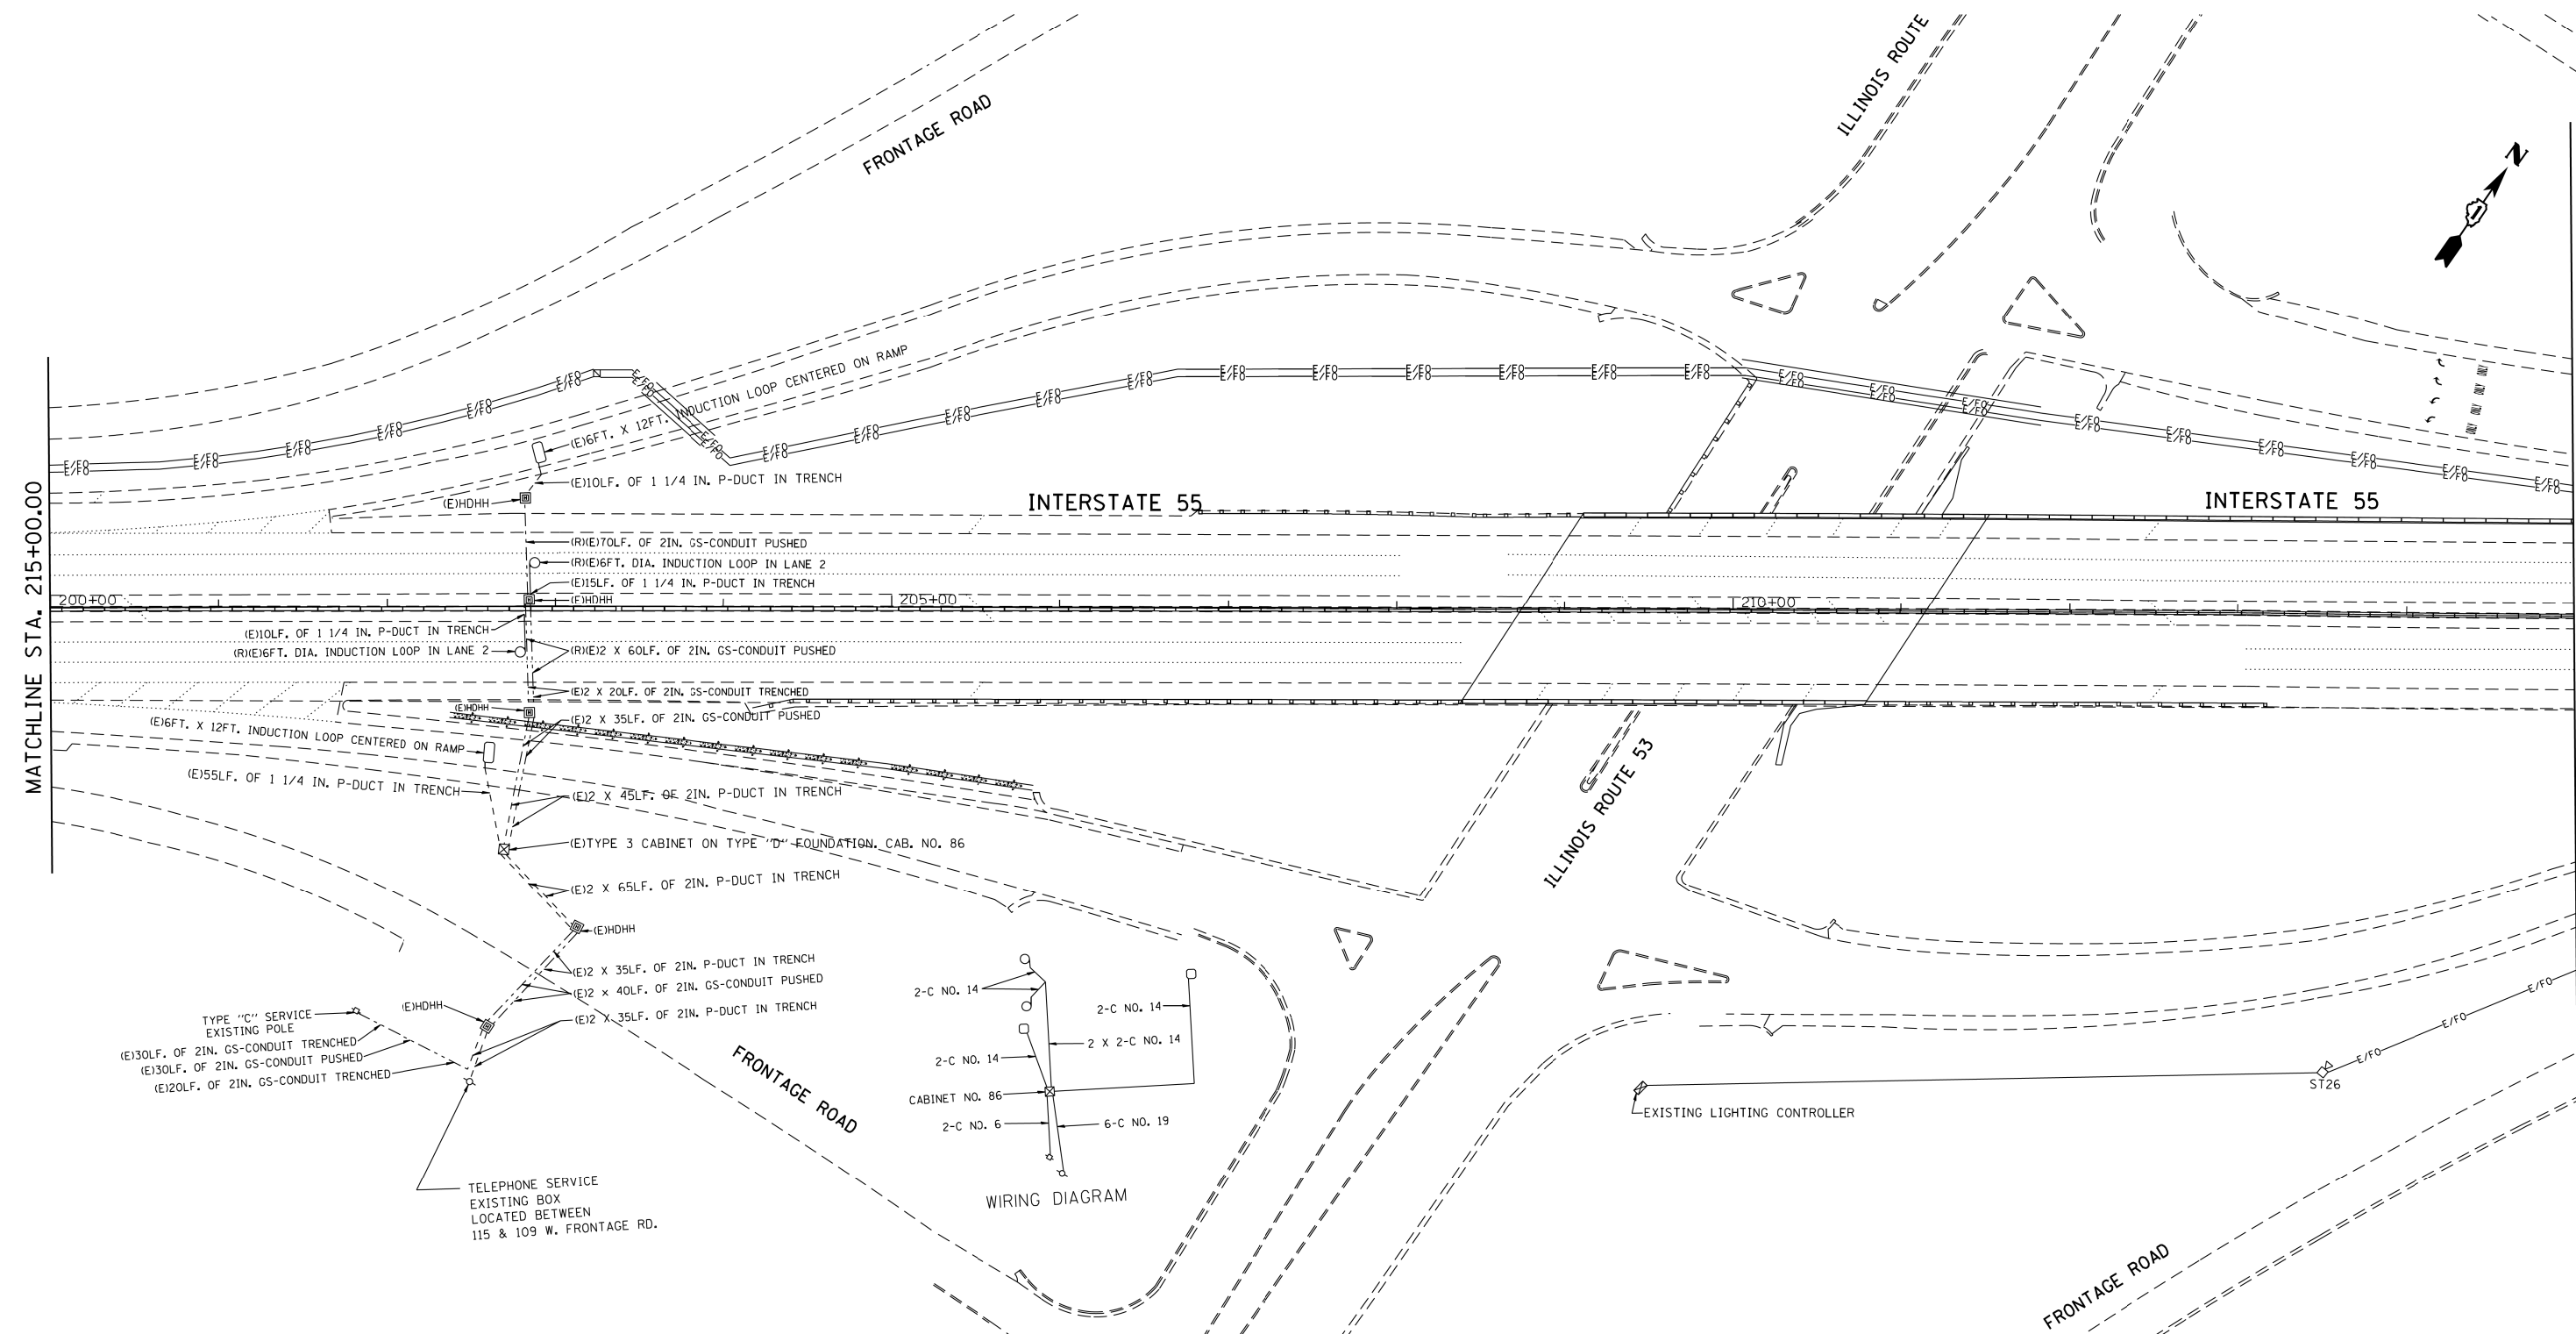 ILLINOIS ROUTE
FRONTAGE ROAD
N
(E)6FT. X 12FT. INDUCTION LOOP CENTERED ON RAMP
E/FO
E/FO
ONLY ONLY ONLY ONLY
(E)10LF. OF 1 1/4 IN. P-DUCT IN TRENCH
(E)HDHH
INTERSTATE 55
INTERSTATE 55
MATCHLINE STA. 215+00.00
(R)(E)70LF. OF 2IN. GS-CONDUIT PUSHED
(R)(E)6FT. DIA. INDUCTION LOOP IN LANE 2
(E)15LF. OF 1 1/4 IN. P-DUCT IN TRENCH
(E)HDHH
200+00
205+00
210+00
(E)10LF. OF 1 1/4 IN. P-DUCT IN TRENCH
(R)(E)6FT. DIA. INDUCTION LOOP IN LANE 2
(R)(E)2 X 60LF. OF 2IN. GS-CONDUIT PUSHED
(E)2 X 20LF. OF 2IN. GS-CONDUIT TRENCHED
(E)HDHH
(E)2 X 35LF. OF 2IN. GS-CONDUIT PUSHED
(E)6FT. X 12FT. INDUCTION LOOP CENTERED ON RAMP
(E)55LF. OF 1 1/4 IN. P-DUCT IN TRENCH
(E)2 X 45LF. OF 2IN. P-DUCT IN TRENCH
ILLINOIS ROUTE 53
(E)TYPE 3 CABINET ON TYPE "D" FOUNDATION. CAB. NO. 86
(E)2 X 65LF. OF 2IN. P-DUCT IN TRENCH
(E)HDHH
(E)2 X 35LF. OF 2IN. P-DUCT IN TRENCH
(E)2 x 40LF. OF 2IN. GS-CONDUIT PUSHED
(E)HDHH
(E)2 X 35LF. OF 2IN. P-DUCT IN TRENCH
TYPE "C" SERVICE
EXISTING POLE
(E)30LF. OF 2IN. GS-CONDUIT TRENCHED
(E)30LF. OF 2IN. GS-CONDUIT PUSHED
(E)20LF. OF 2IN. GS-CONDUIT TRENCHED
FRONTAGE ROAD
2-C NO. 14
2-C NO. 14
2 X 2-C NO. 14
2-C NO. 14
CABINET NO. 86
2-C NO. 6
6-C NO. 19
WIRING DIAGRAM
TELEPHONE SERVICE
EXISTING BOX
LOCATED BETWEEN
115 & 109 W. FRONTAGE RD.
EXISTING LIGHTING CONTROLLER
ST26
E/FO
E/FO
E/FO
FRONTAGE ROAD